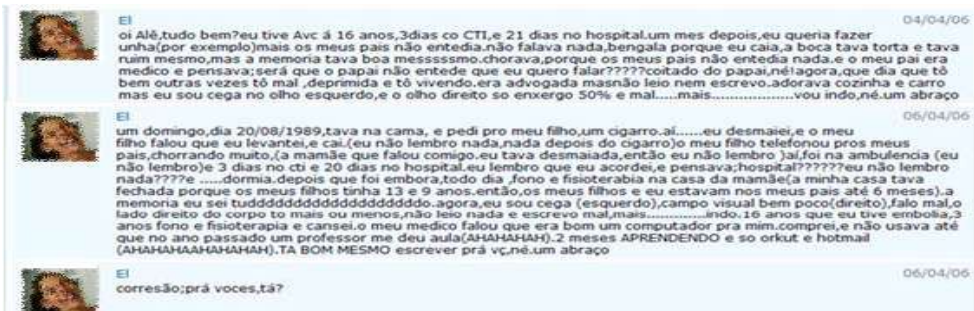 El
04/04/06
oi Alê,tudo bem?eu tive Avc á 16 anos,3dias co CTI,e 21 dias no hospital.um mes depois,eu queria fazer
unha(por exemplo)mais os meus pais não entedia.não falava nada,bengala porque eu caia,a boca tava torta e tava
ruim mesmo,mas a memoria tava boa messsssmo.chorava,porque os meus pais não entedia nada.e o meu pai era
medico e pensava;será que o papai não entede que eu quero falar?????coitado do papai,né!agora,que dia que tô
bem outras vezes tô mal ,deprimida e tô vivendo.era advogada masnão leio nem escrevo.adorava cozinha e carro
mas eu sou cega no olho esquerdo,e o olho direito so enxergo 50% e mal.....mais...................vou indo,né.um abraço
El
06/04/06
um domingo,dia 20/08/1989,tava na cama, e pedi pro meu filho,um cigarro.aí......eu desmaiei,e o meu
filho falou que eu levantei,e cai.(eu não lembro nada,nada depois do cigarro)o meu filho telefonou pros meus
pais,chorrando muito,(a mamãe que falou comigo.eu tava desmaiada,então eu não lembro )aí,foi na ambulencia (eu
não lembro)e 3 dias no cti e 20 dias no hospital.eu lembro que eu acordei,e pensava;hospital??????eu não lembro
nada????e .....dormia.depois que foi embora,todo dia ,fono e fisioterabia na casa da mamãe(a minha casa tava
fechada porque os meus filhos tinha 13 e 9 anos.então,os meus filhos e eu estavam nos meus pais até 6 meses).a
memoria eu sei tudddddddddddddddddddo.agora,eu sou cega (esquerdo),campo visual bem poco(direito),falo mal,o
lado direito do corpo to mais ou menos,não leio nada e escrevo mal,mais.............indo.16 anos que eu tive embolia,3
anos fono e fisioterapia e cansei.o meu medico falou que era bom um computador pra mim.comprei,e não usava até
que no ano passado um professor me deu aula(AHAHAHAH).2 meses APRENDENDO e so orkut e hotmail
(AHAHAHAAHAHAHAH).TA BOM MESMO escrever prá vç,né.um abraço
El
06/04/06
corresão;prá voces,tá?